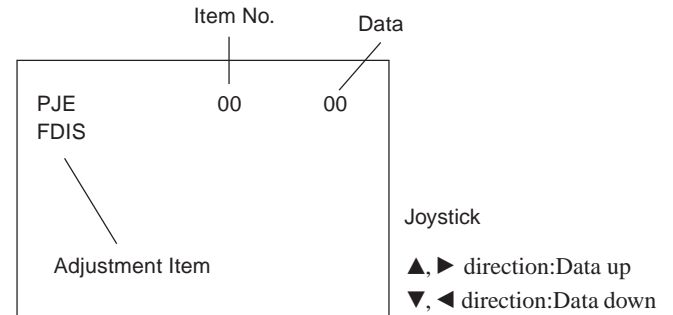 Item No.
Data
PJE 00 00
FDIS
Adjustment Item
Joystick
▲, ► direction:Data up
▼, ◄ direction:Data down